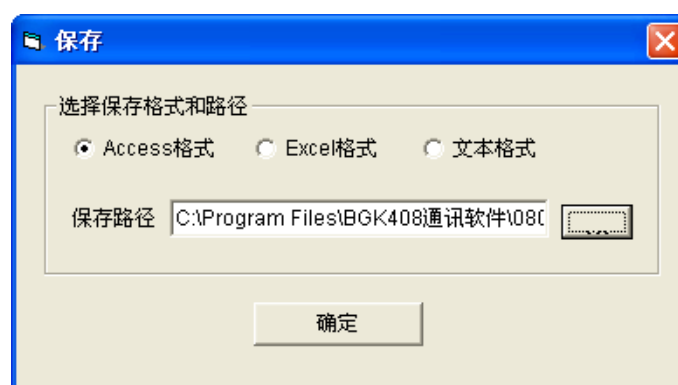 保存
选择保存格式和路径
Access格式 Excel格式 文本格式
保存路径 C:\Program Files\BGK408通讯软件\080
确定